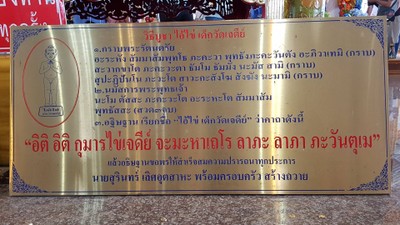 วิธีบูชา ไอ้ไข่ เด็กวัดเจดีย์
๑.กราบพระรัตนตรัย
อะระหัง สัมมาสัมพุทโธ ภะคะวา พุทธังภะคะวันตัง อะภิวาเทมิ (กราบ)
สวากขาโต ภะคะวะตา ธัมโม ธัมมัง นะมัส สามิ (กราบ)
สุปะฏิปันโน ภะคะวะโต สาวะกะสังโฆ สังฆัง นะมามิ (กราบ)
๒.นมัสการพระพุทธเจ้า
นะโม ตัสสะ ภะคะวะโต อะระหะโต สัมมาสัม
พุทธัสสะ (สวด๓จบ)
๓.อธิษฐาน เรียกชื่อ "ไอ้ไข่ เด็กวัดเจดีย์" ว่าคาถาดังนี้
"อิติ อิติ กุมารไข่เจดีย์ จะมะหาเถโร ลาภะ ลาภา ภะวันตุเม"
แล้วอธิษฐานขอพรให้สำเร็จสมความปรารถนาทุกประการ
นายสุรินทร์ เลิศอุตสาหะ พร้อมครอบครัว สร้างถวาย